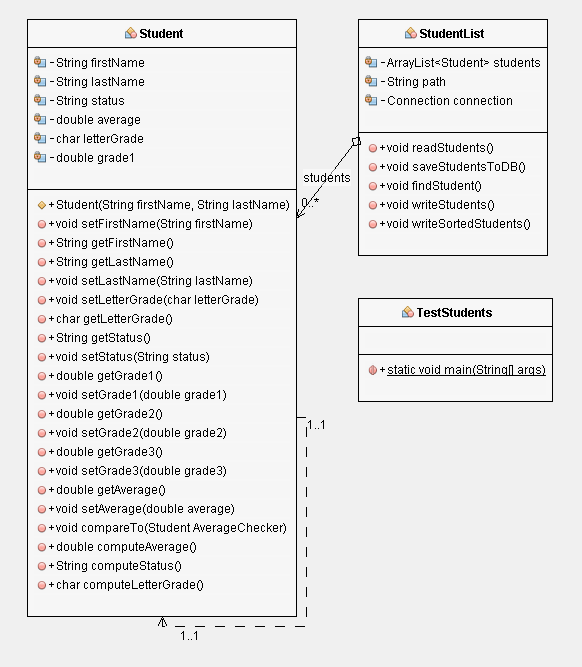 Student
- String firstName
- String lastName
- String status
- double average
- char letterGrade
- double grade1
+ Student(String firstName, String lastName)
+ void setFirstName(String firstName)
+ String getFirstName()
+ String getLastName()
+ void setLastName(String lastName)
+ void setLetterGrade(char letterGrade)
+ char getLetterGrade()
+ String getStatus()
+ void setStatus(String status)
+ double getGrade1()
+ void setGrade1(double grade1)
+ double getGrade2()
+ void setGrade2(double grade2)
+ double getGrade3()
+ void setGrade3(double grade3)
+ double getAverage()
+ void setAverage(double average)
+ void compareTo(Student AverageChecker)
+ double computeAverage()
+ String computeStatus()
+ char computeLetterGrade()
students
0..*
1..1
1..1
StudentList
- ArrayList<Student> students
- String path
- Connection connection
+ void readStudents()
+ void saveStudentsToDB()
+ void findStudent()
+ void writeStudents()
+ void writeSortedStudents()
TestStudents
+ static void main(String[] args)